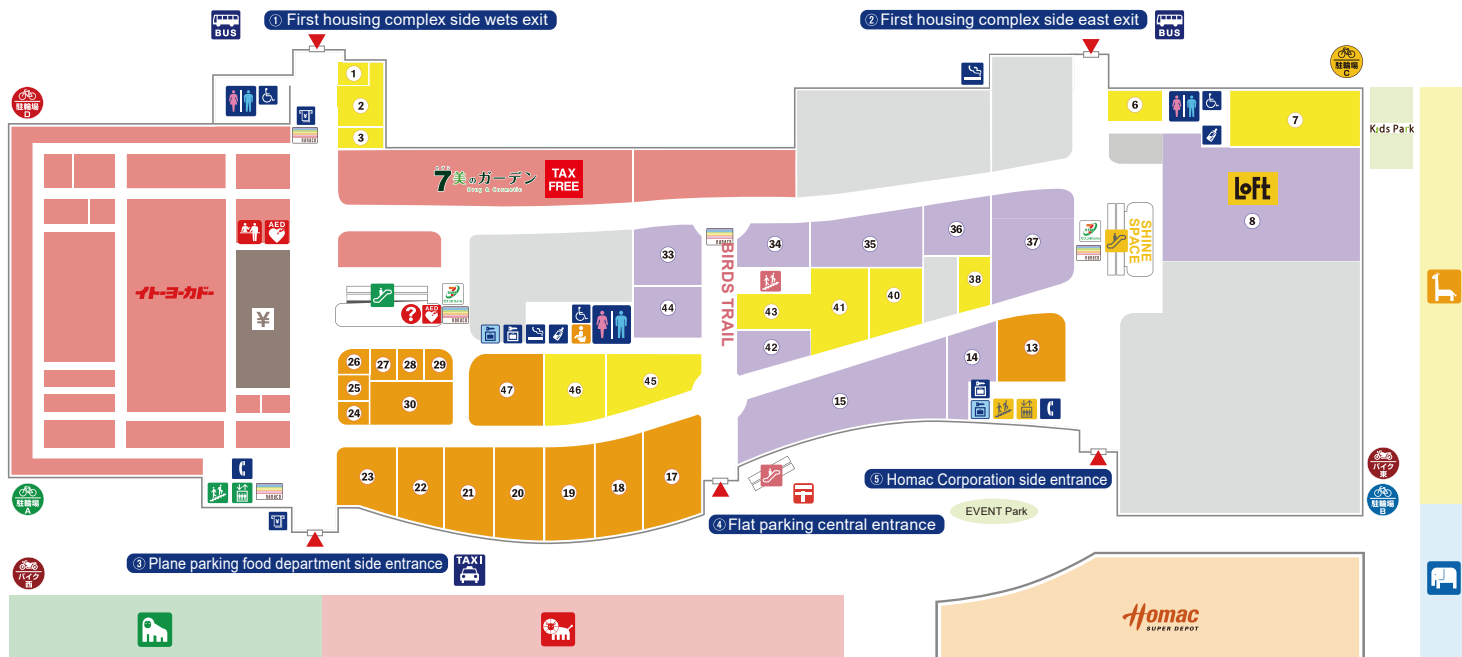 ① First housing complex side wets exit
② First housing complex side east exit
BUS
BUS
駐輪場
C
駐輪場
D
1
2
3
6
7
Kids Park
7美のガーデン
Drug & Cosmetic
TAX
FREE
LOFT
8
AED
イトーヨーカドー
¥
33
34
35
36
37
38
BIRDS TRAIL
SHINE
SPACE
44
43
41
40
42
?
AED
26
27
28
29
25
24
30
47
46
45
13
14
15
23
22
21
20
19
18
17
⑤ Homac Corporation side entrance
④ Flat parking central entrance
EVENT Park
③ Plane parking food department side entrance
TAXI
駐輪場
A
バイク
西
バイク
東
駐輪場
B
Homac
SUPER DEPOT